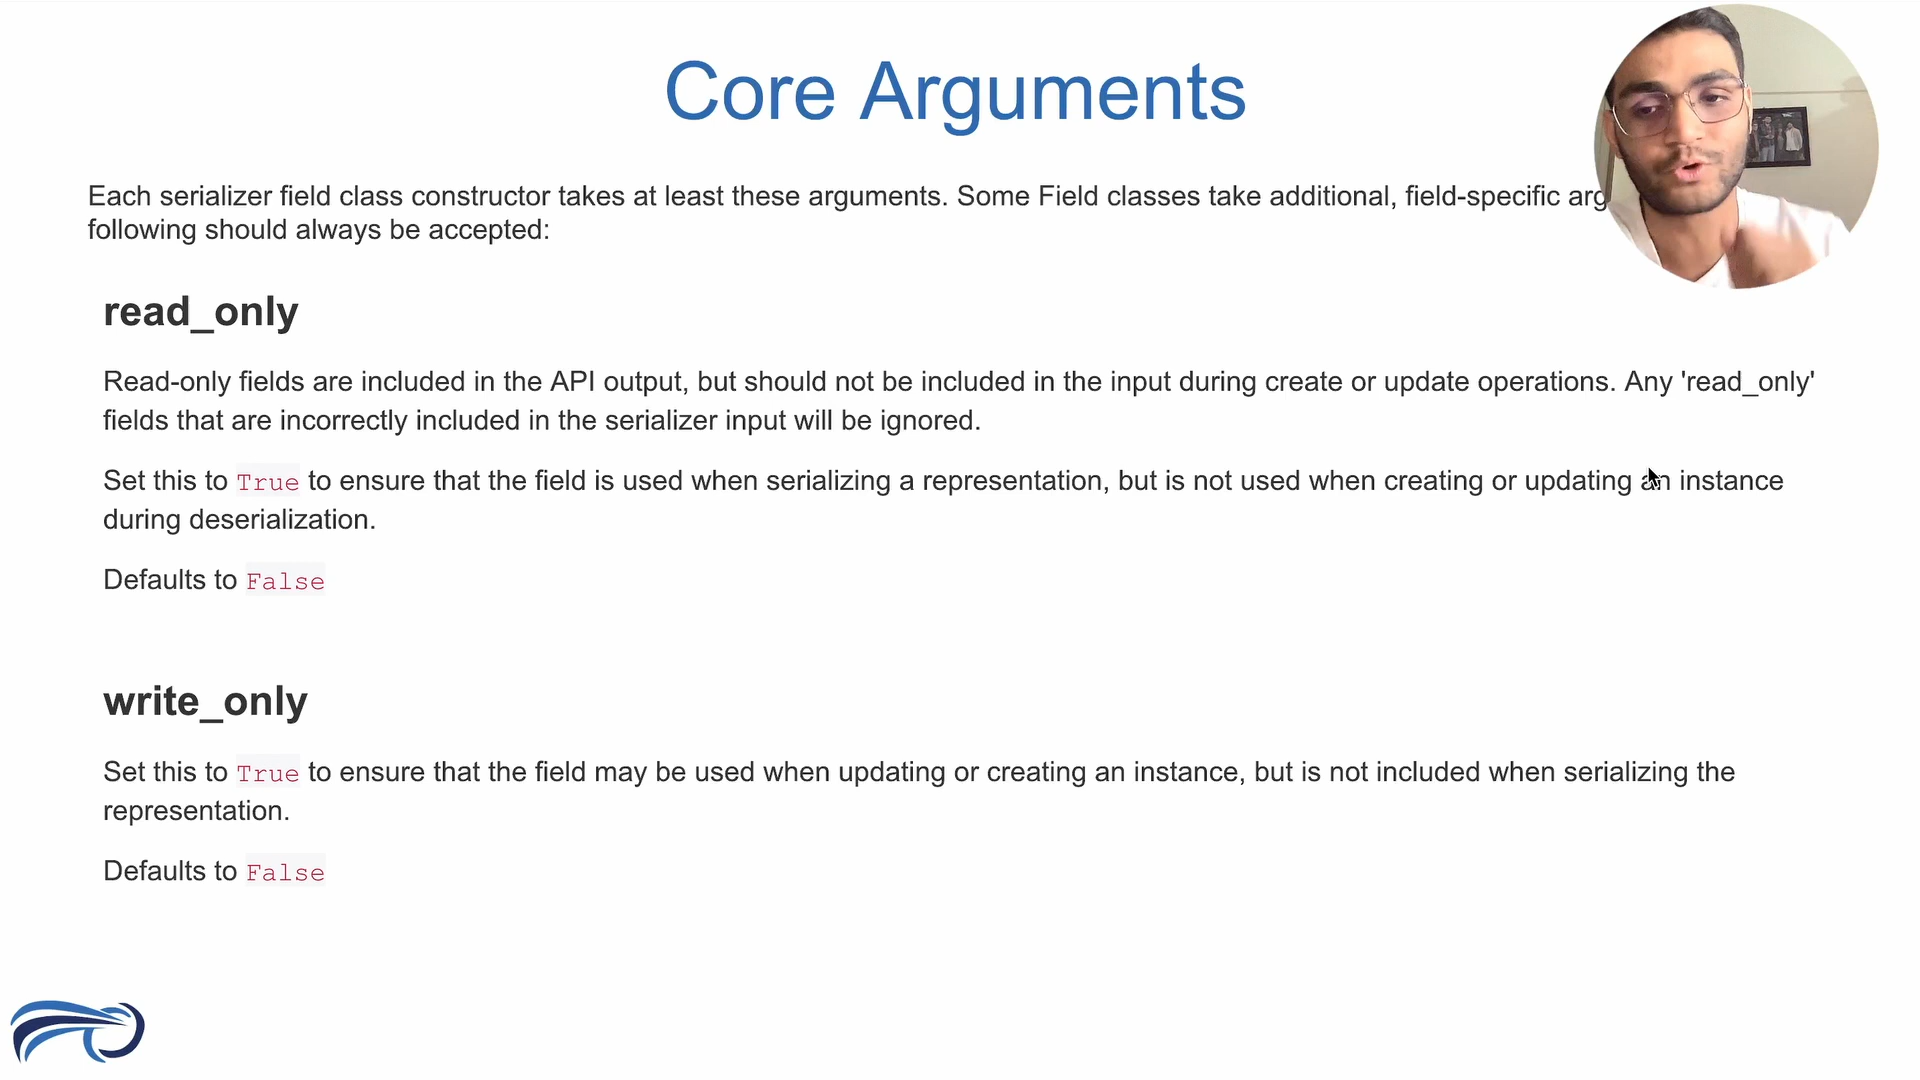 Core Arguments
Each serializer field class constructor takes at least these arguments. Some Field classes take additional, field-specific
following should always be accepted:
read_only
Read-only fields are included in the API output, but should not be included in the input during create or update operations. Any 'read_only'
fields that are incorrectly included in the serializer input will be ignored.
Set this to True to ensure that the field is used when serializing a representation, but is not used when creating or updating an instance
during deserialization.
Defaults to False
write_only
Set this to True to ensure that the field may be used when updating or creating an instance, but is not included when serializing the
representation.
Defaults to False